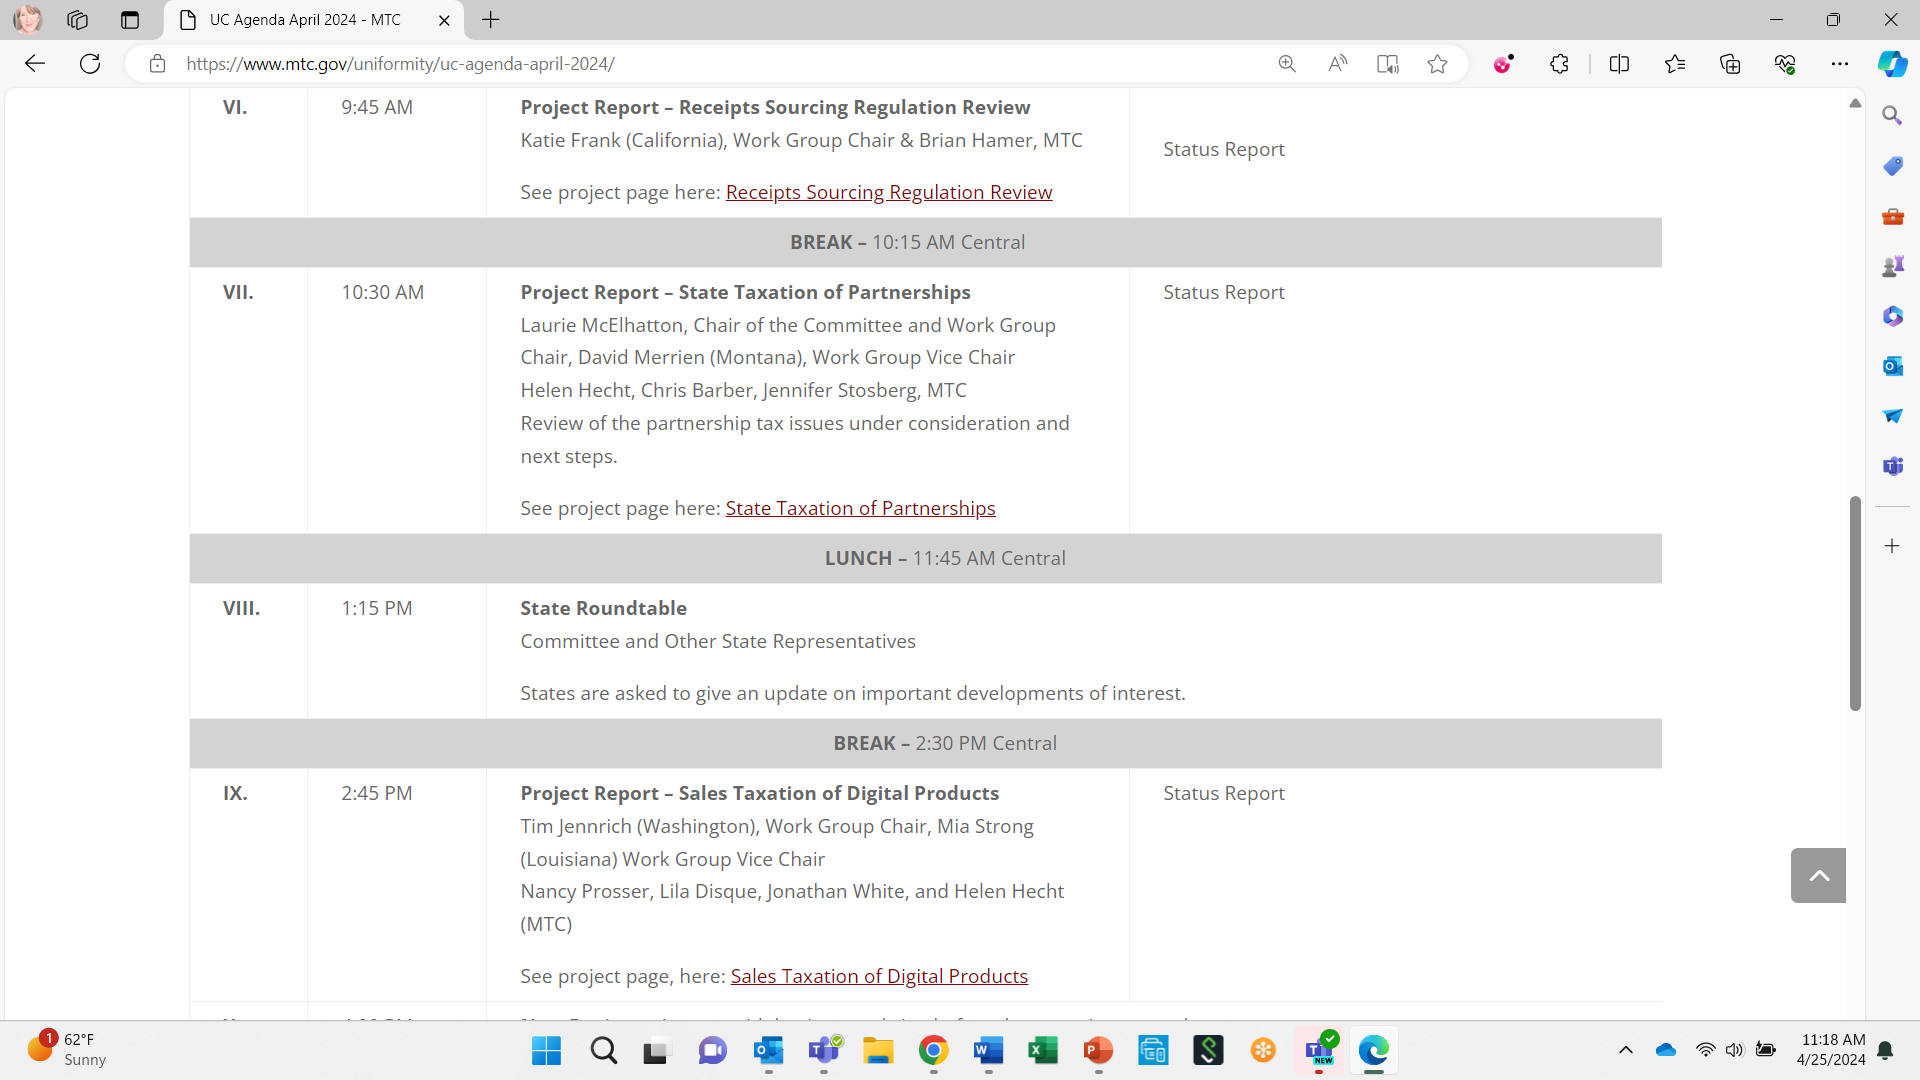 UC Agenda April 2024 - MTC
https://www.mtc.gov/uniformity/uc-agenda-april-2024/
VI.
9:45 AM
Project Report – Receipts Sourcing Regulation Review
Katie Frank (California), Work Group Chair & Brian Hamer, MTC
Status Report
See project page here: Receipts Sourcing Regulation Review
BREAK – 10:15 AM Central
VII.
10:30 AM
Project Report – State Taxation of Partnerships
Status Report
Laurie McElhatton, Chair of the Committee and Work Group
Chair, David Merrien (Montana), Work Group Vice Chair
Helen Hecht, Chris Barber, Jennifer Stosberg, MTC
Review of the partnership tax issues under consideration and
next steps.
See project page here: State Taxation of Partnerships
LUNCH – 11:45 AM Central
VIII.
1:15 PM
State Roundtable
Committee and Other State Representatives
States are asked to give an update on important developments of interest.
BREAK – 2:30 PM Central
IX.
2:45 PM
Project Report – Sales Taxation of Digital Products
Status Report
Tim Jennrich (Washington), Work Group Chair, Mia Strong
(Louisiana) Work Group Vice Chair
Nancy Prosser, Lila Disque, Jonathan White, and Helen Hecht
(MTC)
See project page, here: Sales Taxation of Digital Products
1
62°F
Sunny
NEW
11:18 AM
4/25/2024